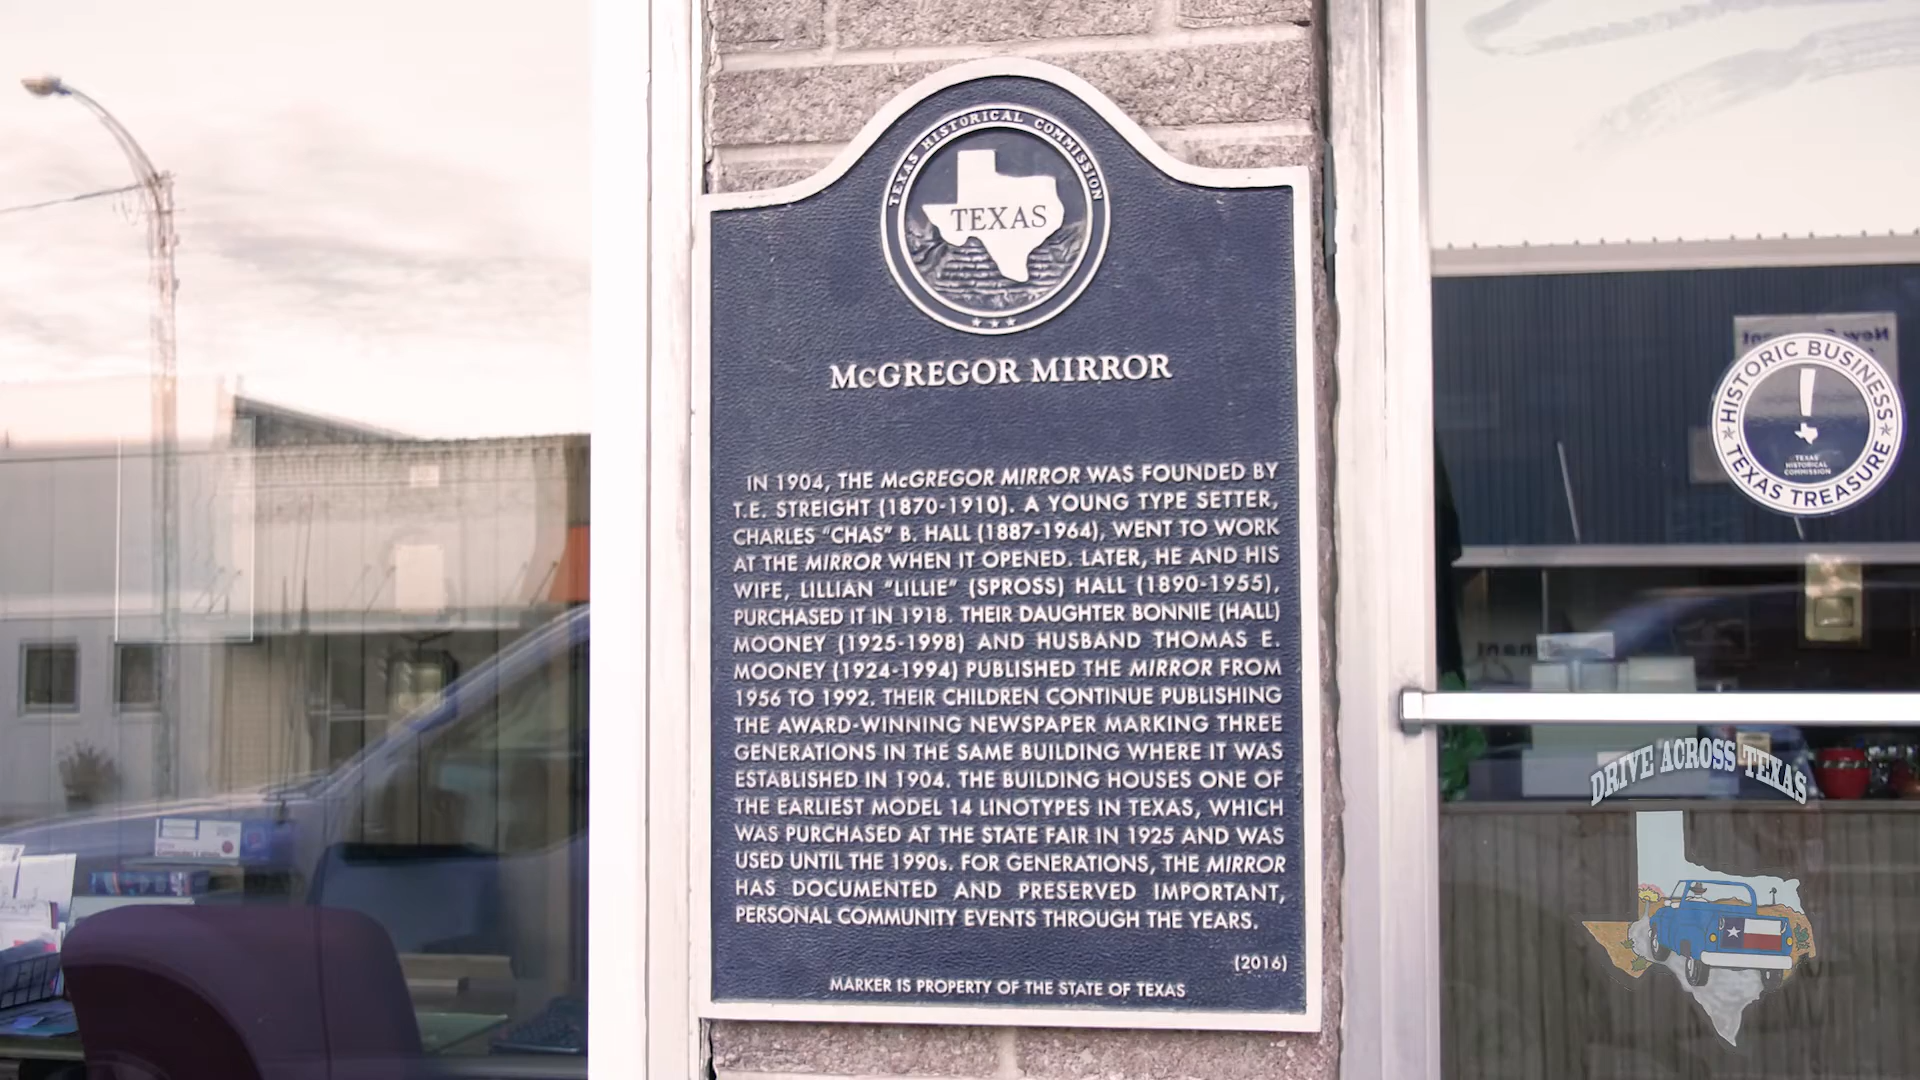 TEXAS HISTORICAL COMMISSION
TEXAS
McGREGOR MIRROR
IN 1904, THE McGREGOR MIRROR WAS FOUNDED BY
T.E. STREIGHT (1870-1910). A YOUNG TYPE SETTER,
CHARLES "CHAS" B. HALL (1887-1964), WENT TO WORK
AT THE MIRROR WHEN IT OPENED. LATER, HE AND HIS
WIFE, LILLIAN "LILLIE" (SPROSS) HALL (1890-1955),
PURCHASED IT IN 1918. THEIR DAUGHTER BONNIE (HALL)
MOONEY (1925-1998) AND HUSBAND THOMAS E.
MOONEY (1924-1994) PUBLISHED THE MIRROR FROM
1956 TO 1992. THEIR CHILDREN CONTINUE PUBLISHING
THE AWARD-WINNING NEWSPAPER MARKING THREE
GENERATIONS IN THE SAME BUILDING WHERE IT WAS
ESTABLISHED IN 1904. THE BUILDING HOUSES ONE OF
THE EARLIEST MODEL 14 LINOTYPES IN TEXAS, WHICH
WAS PURCHASED AT THE STATE FAIR IN 1925 AND WAS
USED UNTIL THE 1990s. FOR GENERATIONS, THE MIRROR
HAS DOCUMENTED AND PRESERVED IMPORTANT,
PERSONAL COMMUNITY EVENTS THROUGH THE YEARS.
(2016)
MARKER IS PROPERTY OF THE STATE OF TEXAS
HISTORIC BUSINESS
TEXAS
HISTORICAL
COMMISSION
TEXAS TREASURE
DRIVE ACROSS TEXAS